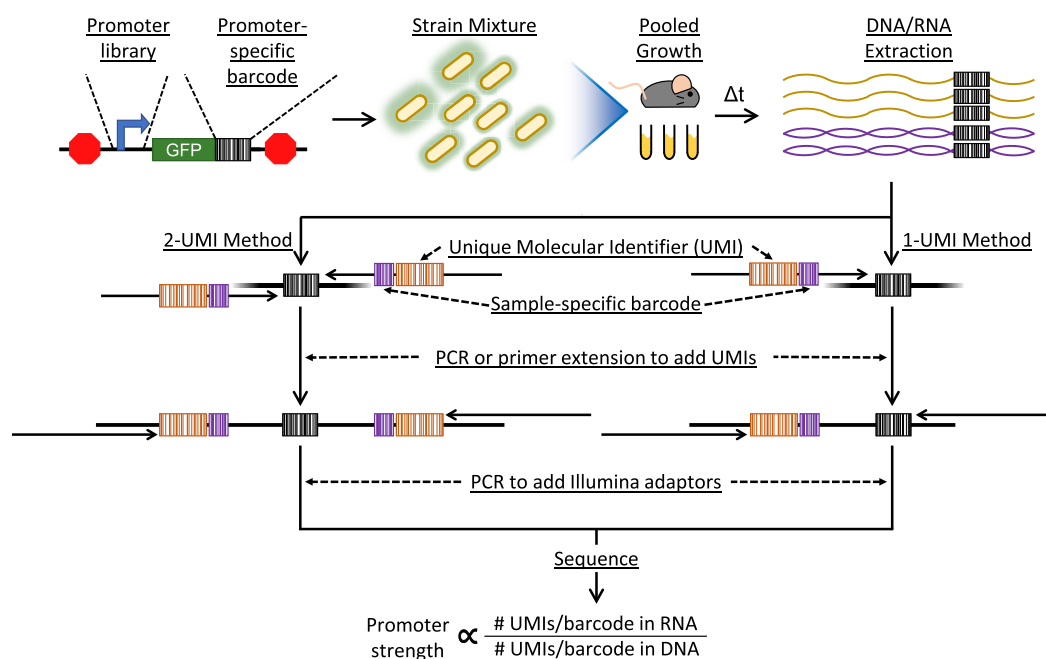 Promoter
library
Promoter-
specific
barcode
Strain Mixture
Pooled
Growth
DNA/RNA
Extraction
Δt
GFP
2-UMI Method
Unique Molecular Identifier (UMI)
1-UMI Method
Sample-specific barcode
PCR or primer extension to add UMIs
PCR to add Illumina adaptors
Sequence
Promoter
strength
∝
# UMIs/barcode in RNA
# UMIs/barcode in DNA